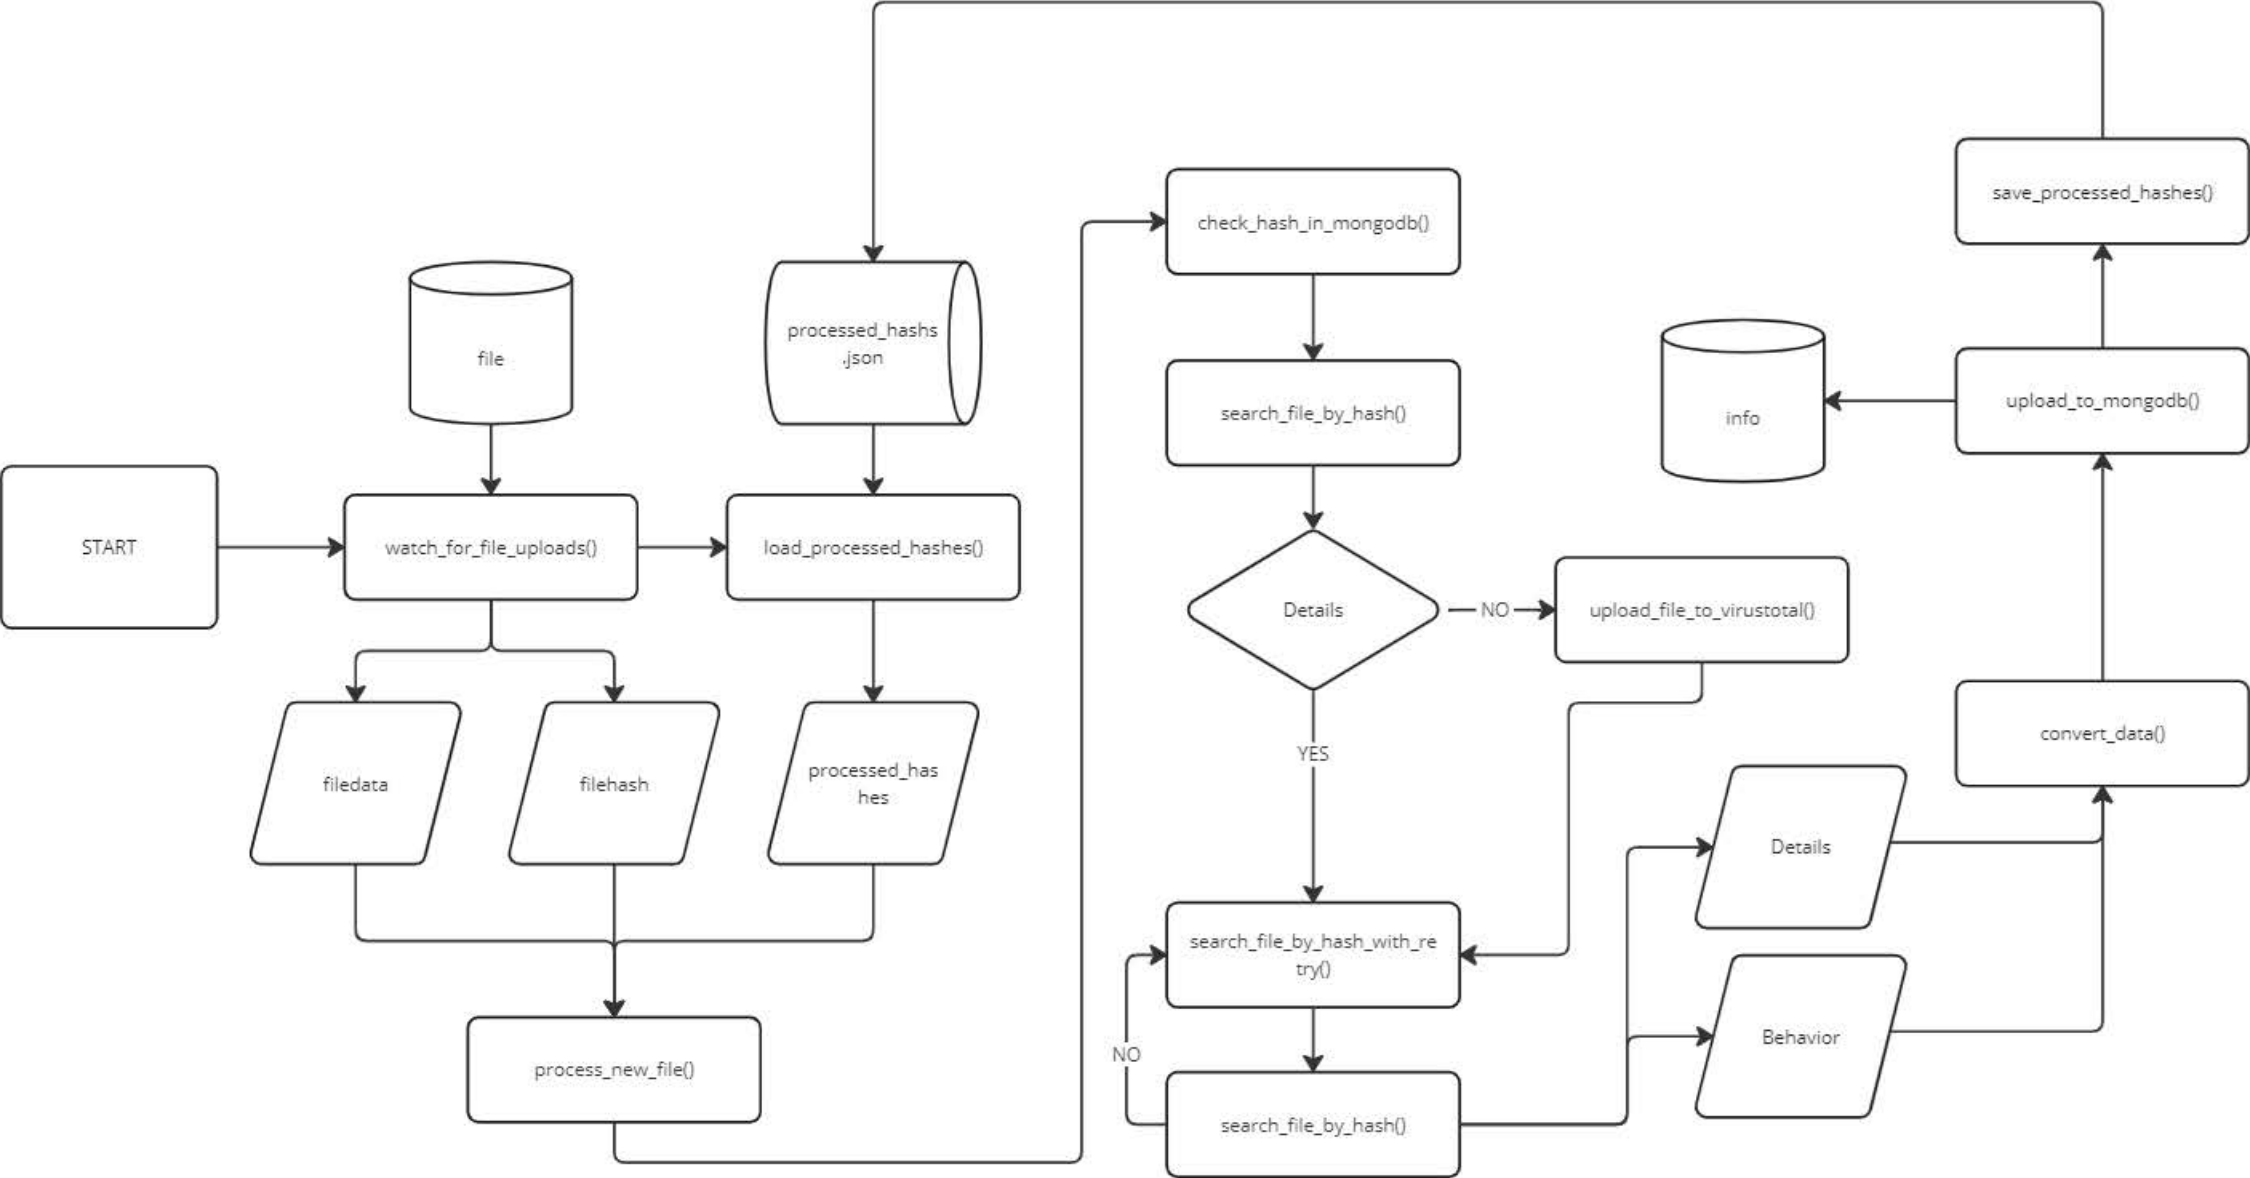 START
file
watch_for_file_uploads()
filedata
filehash
processed_hashs
.json
load_processed_hashes()
processed_has
hes
process_new_file()
check_hash_in_mongodb()
search_file_by_hash()
Details
NO
upload_file_to_virustotal()
YES
search_file_by_hash_with_re
try()
NO
search_file_by_hash()
Details
Behavior
convert_data()
upload_to_mongodb()
info
save_processed_hashes()